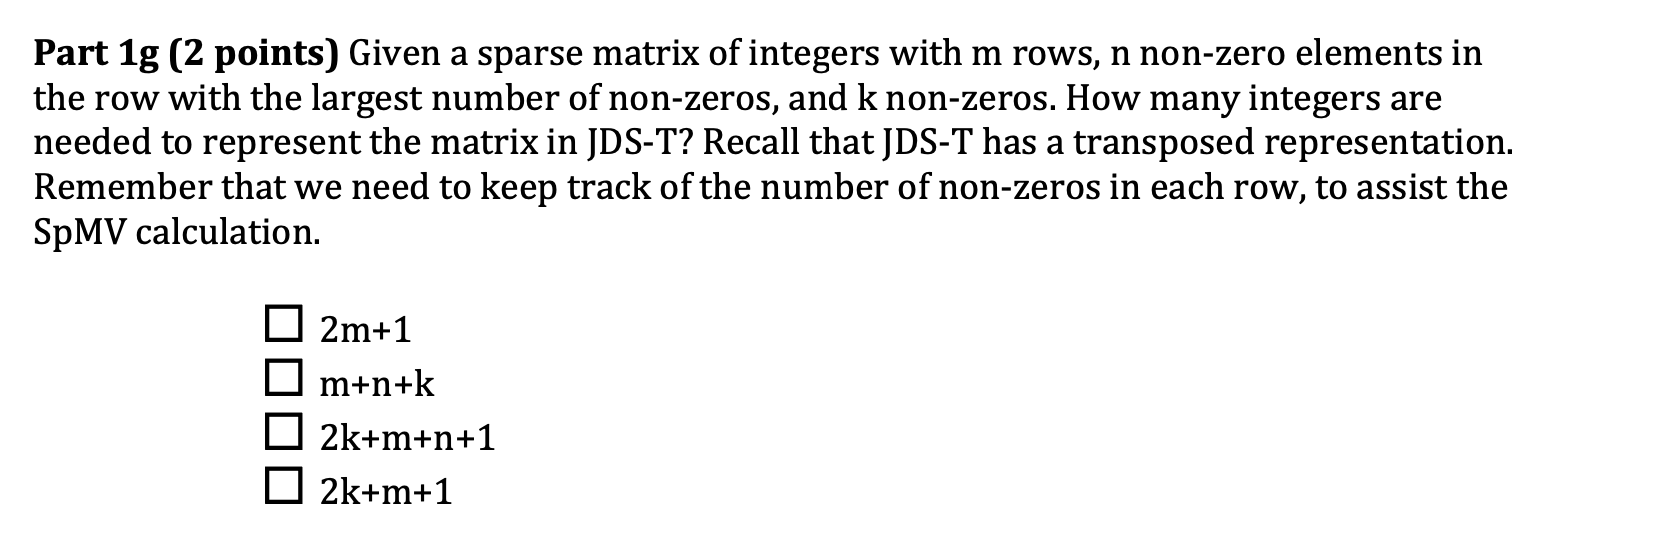 Part 1g (2 points) Given a sparse matrix of integers with m rows, n non-zero elements in
the row with the largest number of non-zeros, and k non-zeros. How many integers are
needed to represent the matrix in JDS-T? Recall that JDS-T has a transposed representation.
Remember that we need to keep track of the number of non-zeros in each row, to assist the
SpMV calculation.
2m+1
m+n+k
2k+m+n+1
2k+m+1